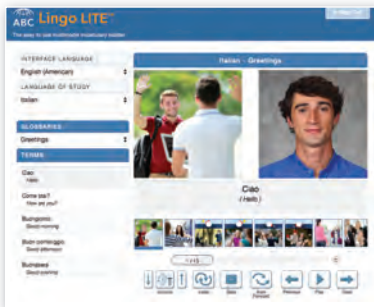 ABC Lingo LITE
The easy to use multimedia vocabulary builder
INTERFACE LANGUAGE
English (American)
LANGUAGE OF STUDY
Italian
GLOSSARIES
Greetings
TERMS
Ciao
Hello
Come stai?
How are you?
Buongiorno
Good morning
Buon pomeriggio
Good afternoon
Buonasera
Good evening
Italian - Greetings
Ciao
(Hello)
Previous
Play
Next